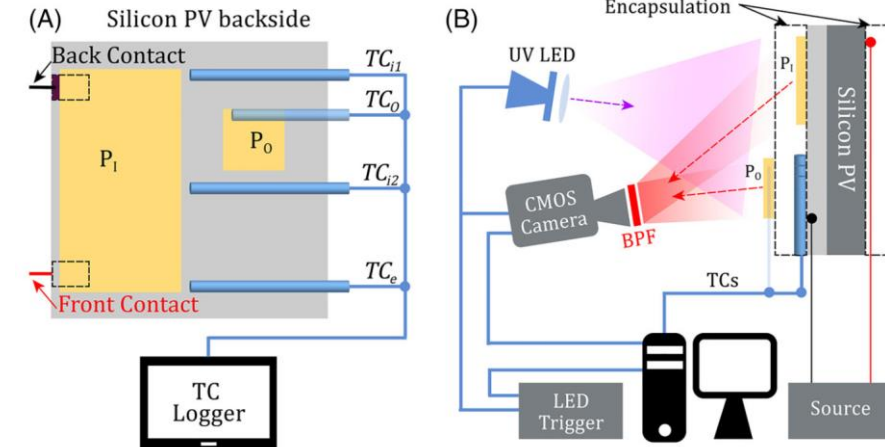 (A)
Silicon PV backside
Back Contact
TCi1
TCO
PI
PO
TCi2
TCe
Front Contact
TC
Logger
(B)
Encapsulation
UV LED
PI
Silicon PV
PO
CMOS
Camera
BPF
TCs
LED
Trigger
Source